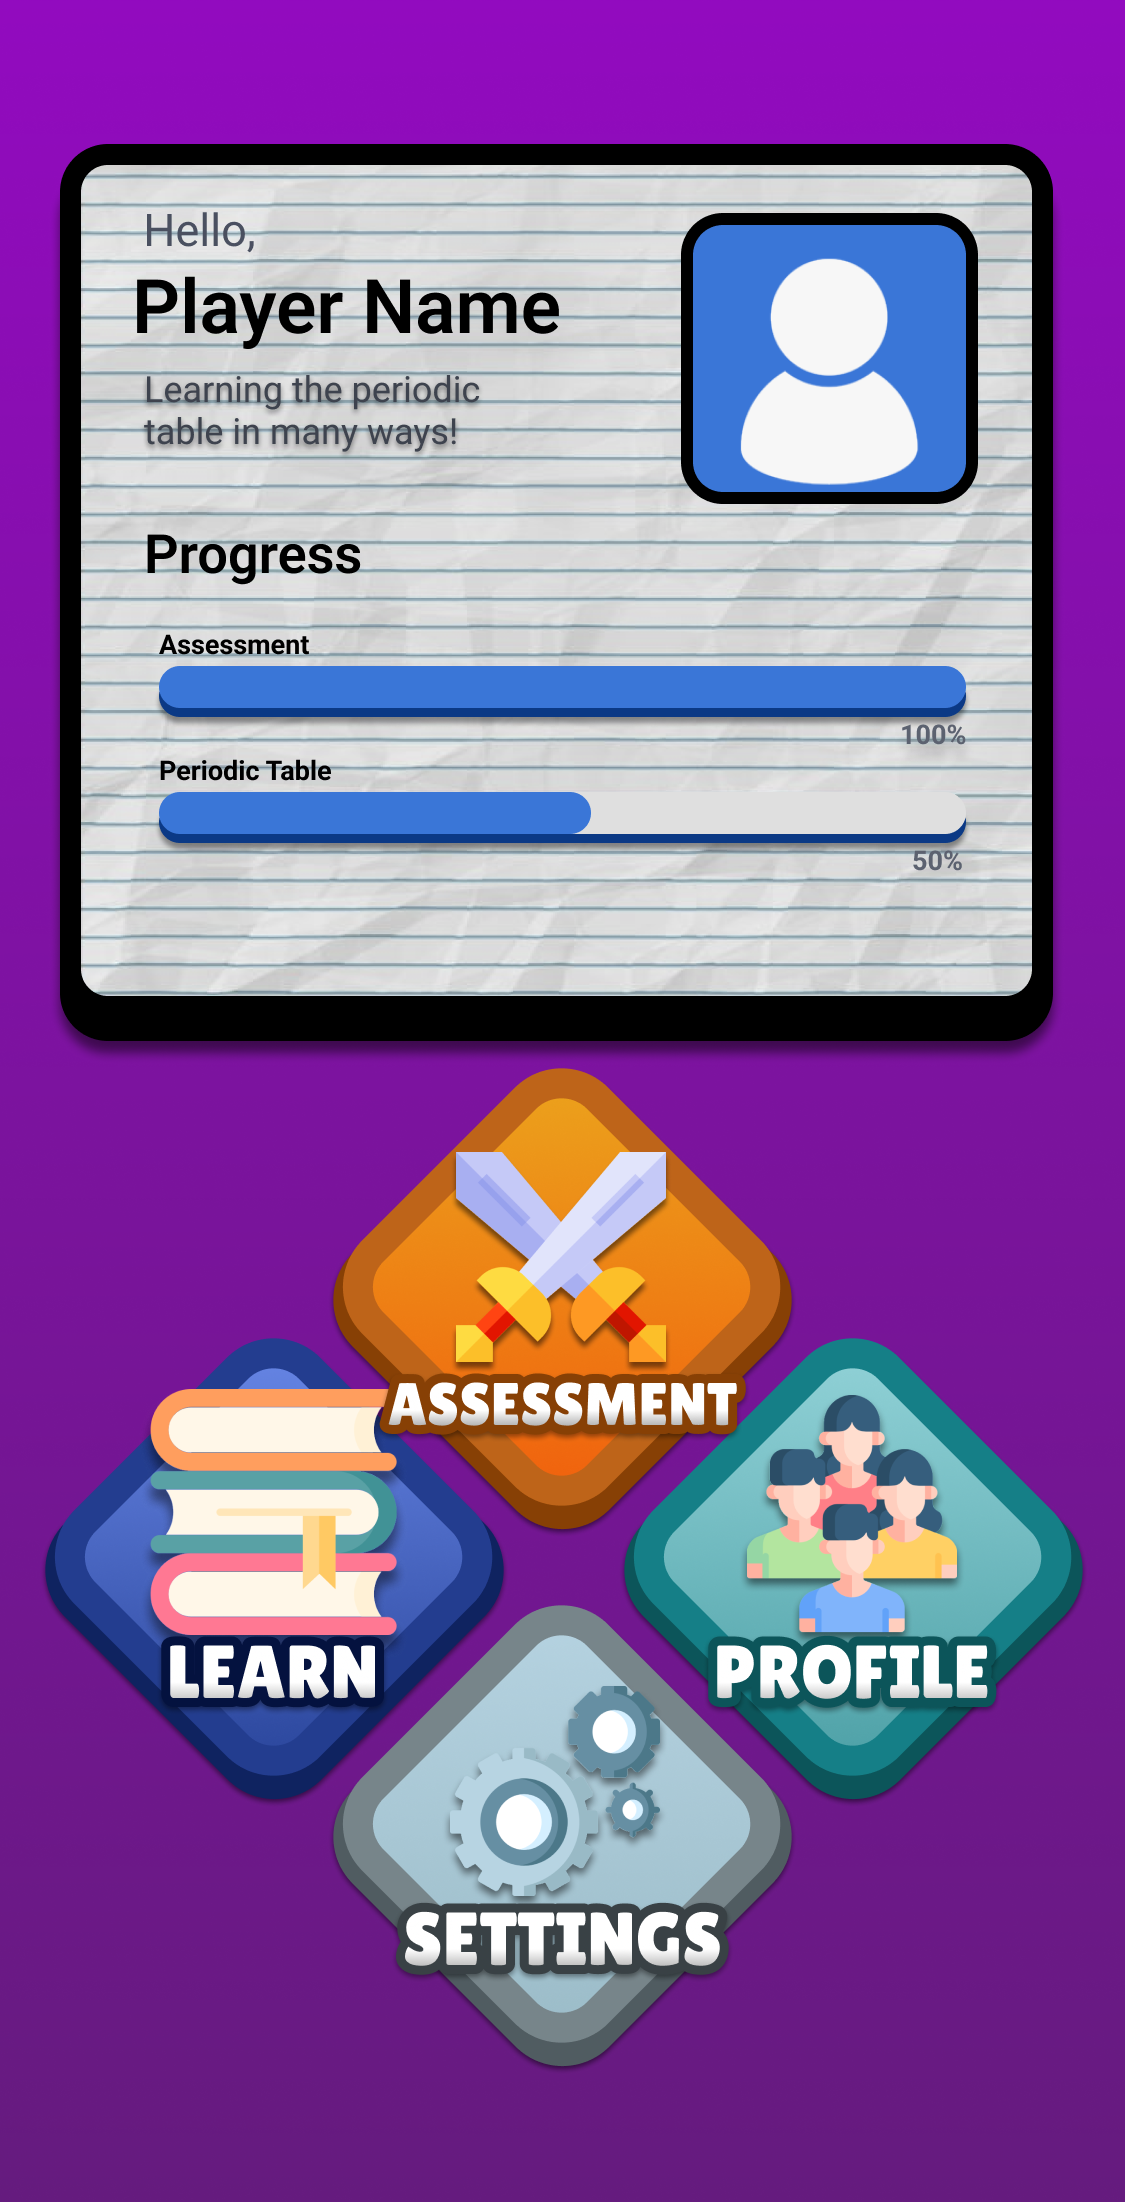 Hello,
Player Name
Learning the periodic
table in many ways!
Progress
Assessment
100%
Periodic Table
50%
ASSESSMENT
LEARN
PROFILE
SETTINGS